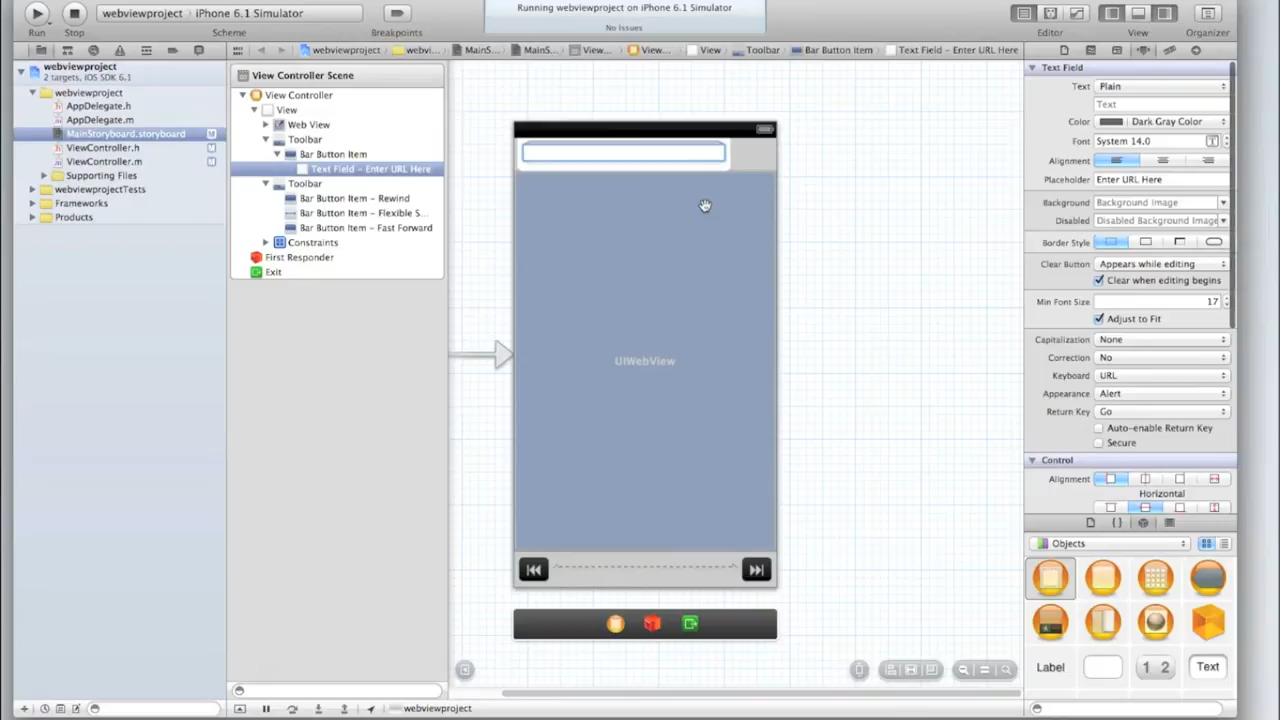 webviewproject
iPhone 6.1 Simulator
Running webviewproject on iPhone 6.1 Simulator
No Issues
Run
Stop
Scheme
Breakpoints
Editor
View
Organizer
webviewproject
webvi...
MainS...
MainS...
View...
View...
View
Toolbar
Bar Button Item
Text Field – Enter URL Here
webviewproject
2 targets, iOS SDK 6.1
webviewproject
AppDelegate.h
AppDelegate.m
MainStoryboard.storyboard
M
ViewController.h
M
ViewController.m
M
Supporting Files
webviewprojectTests
Frameworks
Products
View Controller Scene
View Controller
View
Web View
Toolbar
Bar Button Item
Text Field – Enter URL Here
Toolbar
Bar Button Item – Rewind
Bar Button Item – Flexible S...
Bar Button Item – Fast Forward
Constraints
First Responder
Exit
UIWebView
Text Field
Text
Plain
Text
Color
Dark Gray Color
Font
System 14.0
T
Alignment
Placeholder
Enter URL Here
Background
Background Image
Disabled
Disabled Background Image
Border Style
Clear Button
Appears while editing
Clear when editing begins
Min Font Size
17
Adjust to Fit
Capitalization
None
Correction
No
Keyboard
URL
Appearance
Alert
Return Key
Go
Auto-enable Return Key
Secure
Control
Alignment
Horizontal
{ }
Objects
Label
1 2
Text
webviewproject